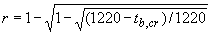 r = 1 − √(1 − √((1220 − t_{b,cr}) / 1220))